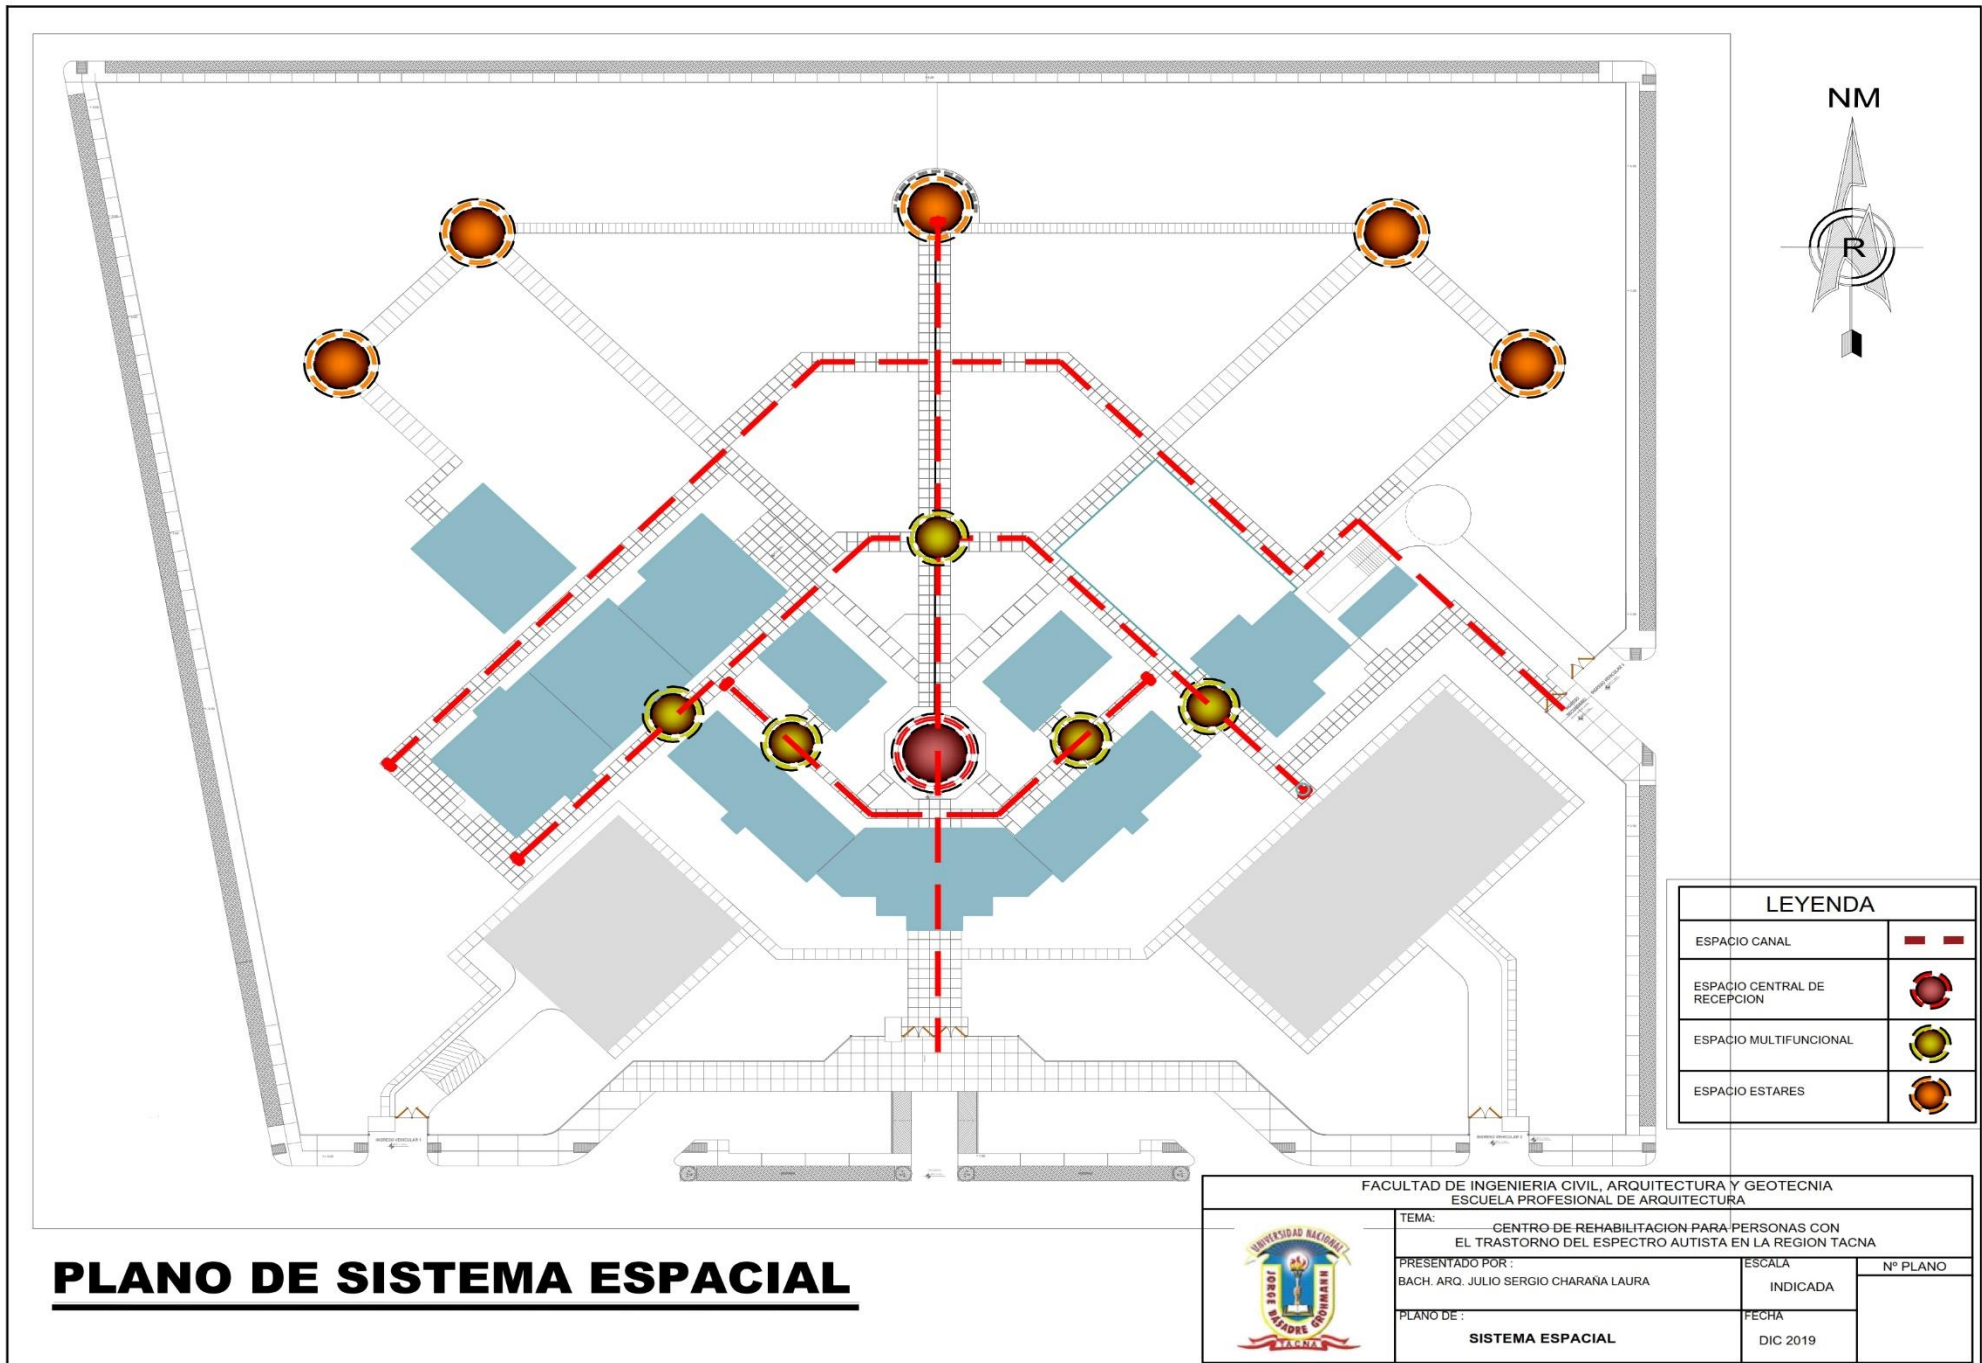 NM
R
LEYENDA
ESPACIO CANAL
ESPACIO CENTRAL DE
RECEPCION
ESPACIO MULTIFUNCIONAL
ESPACIO ESTARES
INGRESO VEHICULAR 1
FACULTAD DE INGENIERIA CIVIL, ARQUITECTURA Y GEOTECNIA
ESCUELA PROFESIONAL DE ARQUITECTURA
UNIVERSIDAD NACIONAL
JORGE BASADRE GROHMANN
TACNA
TEMA:
CENTRO DE REHABILITACION PARA PERSONAS CON
EL TRASTORNO DEL ESPECTRO AUTISTA EN LA REGION TACNA
PRESENTADO POR :
BACH. ARQ. JULIO SERGIO CHARAÑA LAURA
ESCALA
INDICADA
Nº PLANO
PLANO DE :
SISTEMA ESPACIAL
FECHA
DIC 2019
PLANO DE SISTEMA ESPACIAL